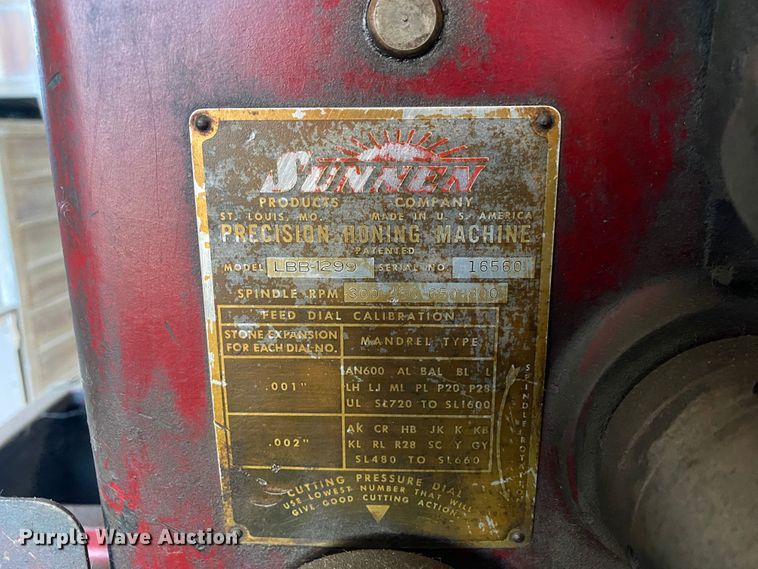 SUNNEN
PRODUCTS COMPANY
ST. LOUIS, MO. MADE IN U. S. AMERICA
PRECISION HONING MACHINE
PATENTED
MODEL LBB-1299 SERIAL NO. 16560
SPINDLE RPM 300
FEED DIAL CALIBRATION
STONE EXPANSION FOR EACH DIAL NO.
MANDREL TYPE
.001"
AN600 AL BAL BL L
LH LJ ML PL P20 P28
UL SL720 TO SL1600
.002"
AK CR HB JK K KB
KL RL R28 SC Y GY
SL480 TO SL660
SPINDLE ROTATION
CUTTING PRESSURE DIAL
USE LOWEST NUMBER THAT WILL
GIVE GOOD CUTTING ACTION.
Purple Wave Auction